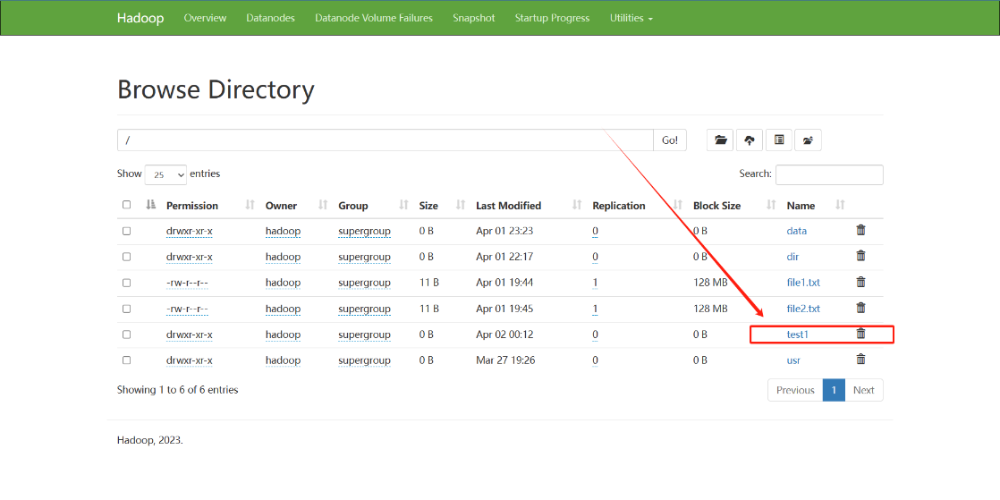 Hadoop Overview Datanodes Datanode Volume Failures Snapshot Startup Progress Utilities
Browse Directory
/ Go!
Show 25 entries Search:
Permission Owner Group Size Last Modified Replication Block Size Name
drwxr-xr-x hadoop supergroup 0 B Apr 01 23:23 0 0 B data
drwxr-xr-x hadoop supergroup 0 B Apr 01 22:17 0 0 B dir
-rw-r--r-- hadoop supergroup 11 B Apr 01 19:44 1 128 MB file1.txt
-rw-r--r-- hadoop supergroup 11 B Apr 01 19:45 1 128 MB file2.txt
drwxr-xr-x hadoop supergroup 0 B Apr 02 00:12 0 0 B test1
drwxr-xr-x hadoop supergroup 0 B Mar 27 19:26 0 0 B usr
Showing 1 to 6 of 6 entries Previous 1 Next
Hadoop, 2023.